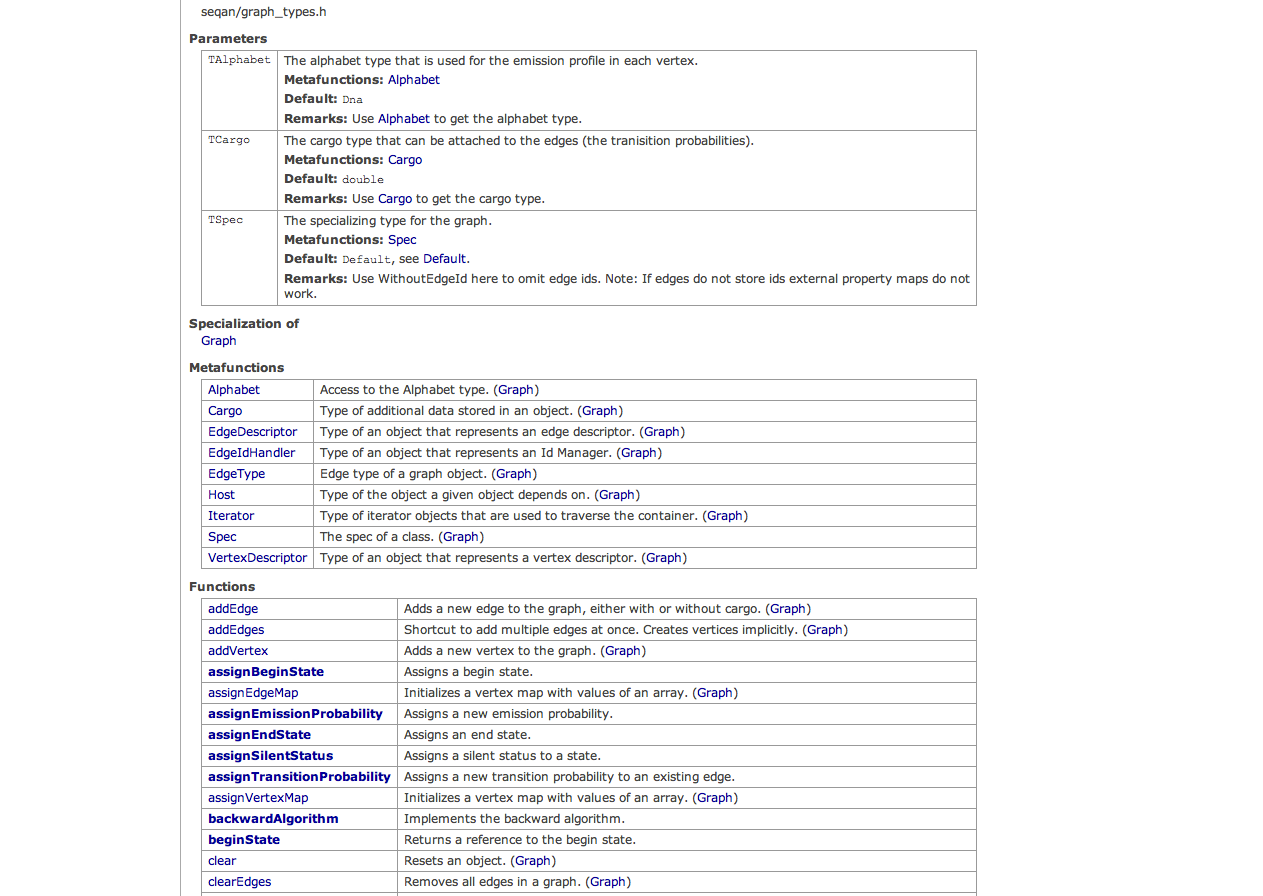 seqan/graph_types.h
Parameters
TAlphabet The alphabet type that is used for the emission profile in each vertex.
Metafunctions: Alphabet
Default: Dna
Remarks: Use Alphabet to get the alphabet type.
TCargo The cargo type that can be attached to the edges (the tranisition probabilities).
Metafunctions: Cargo
Default: double
Remarks: Use Cargo to get the cargo type.
TSpec The specializing type for the graph.
Metafunctions: Spec
Default: Default, see Default.
Remarks: Use WithoutEdgeId here to omit edge ids. Note: If edges do not store ids external property maps do not
work.
Specialization of
Graph
Metafunctions
Alphabet Access to the Alphabet type. (Graph)
Cargo Type of additional data stored in an object. (Graph)
EdgeDescriptor Type of an object that represents an edge descriptor. (Graph)
EdgeIdHandler Type of an object that represents an Id Manager. (Graph)
EdgeType Edge type of a graph object. (Graph)
Host Type of the object a given object depends on. (Graph)
Iterator Type of iterator objects that are used to traverse the container. (Graph)
Spec The spec of a class. (Graph)
VertexDescriptor Type of an object that represents a vertex descriptor. (Graph)
Functions
addEdge Adds a new edge to the graph, either with or without cargo. (Graph)
addEdges Shortcut to add multiple edges at once. Creates vertices implicitly. (Graph)
addVertex Adds a new vertex to the graph. (Graph)
assignBeginState Assigns a begin state.
assignEdgeMap Initializes a vertex map with values of an array. (Graph)
assignEmissionProbability Assigns a new emission probability.
assignEndState Assigns an end state.
assignSilentStatus Assigns a silent status to a state.
assignTransitionProbability Assigns a new transition probability to an existing edge.
assignVertexMap Initializes a vertex map with values of an array. (Graph)
backwardAlgorithm Implements the backward algorithm.
beginState Returns a reference to the begin state.
clear Resets an object. (Graph)
clearEdges Removes all edges in a graph. (Graph)